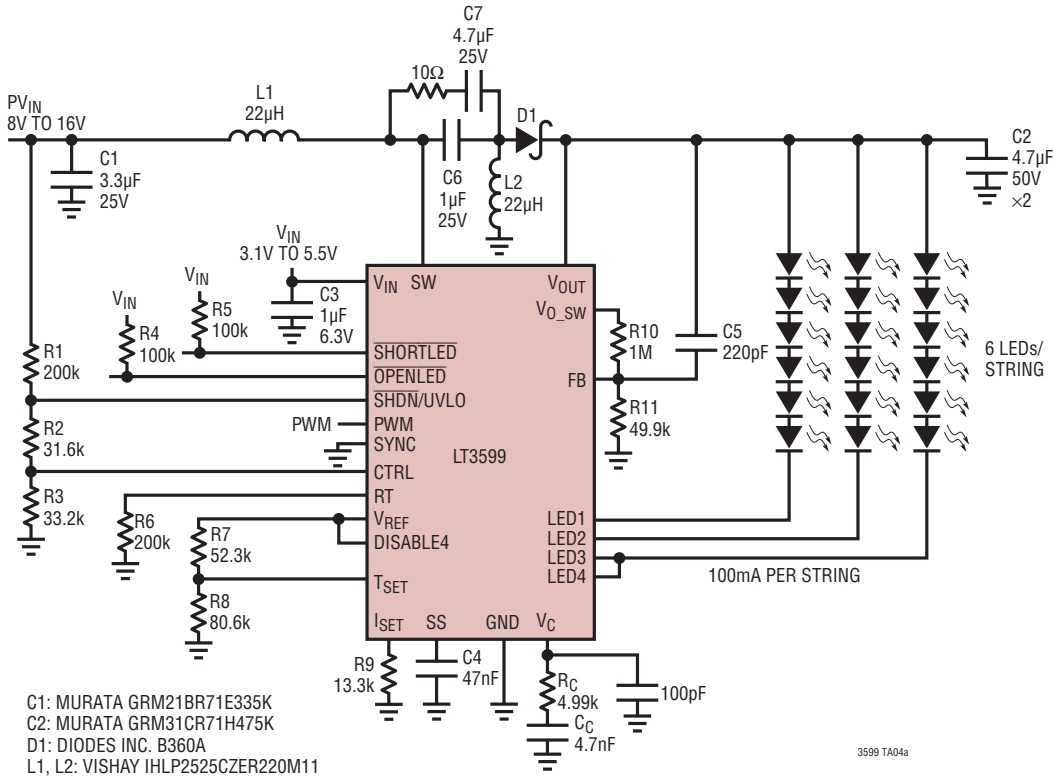 C7
4.7µF
25V
10Ω
L1
22µH
D1
PVIN
8V TO 16V
C1
3.3µF
25V
C6
1µF
25V
L2
22µH
C2
4.7µF
50V
×2
VIN
3.1V TO 5.5V
VIN
VIN
R5
100k
R4
100k
C3
1µF
6.3V
VIN
SW
VOUT
VO_SW
R10
1M
C5
220pF
FB
R11
49.9k
6 LEDs/
STRING
R1
200k
R2
31.6k
R3
33.2k
SHORTLED
OPENLED
SHDN/UVLO
PWM
PWM
SYNC
LT3599
CTRL
RT
VREF
DISABLE4
TSET
R6
200k
R7
52.3k
R8
80.6k
LED1
LED2
LED3
LED4
100mA PER STRING
ISET
SS
GND
VC
R9
13.3k
C4
47nF
RC
4.99k
CC
4.7nF
100pF
C1: MURATA GRM21BR71E335K
C2: MURATA GRM31CR71H475K
D1: DIODES INC. B360A
L1, L2: VISHAY IHLP2525CZER220M11
3599 TA04a